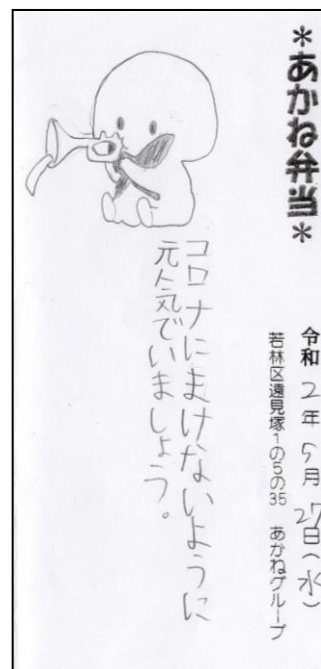 ＊あかね弁当＊
令和2年5月27日（水）
若林区遠見塚1の5の35　あかねグループ
コロナにまけないように
元気でいましょう。